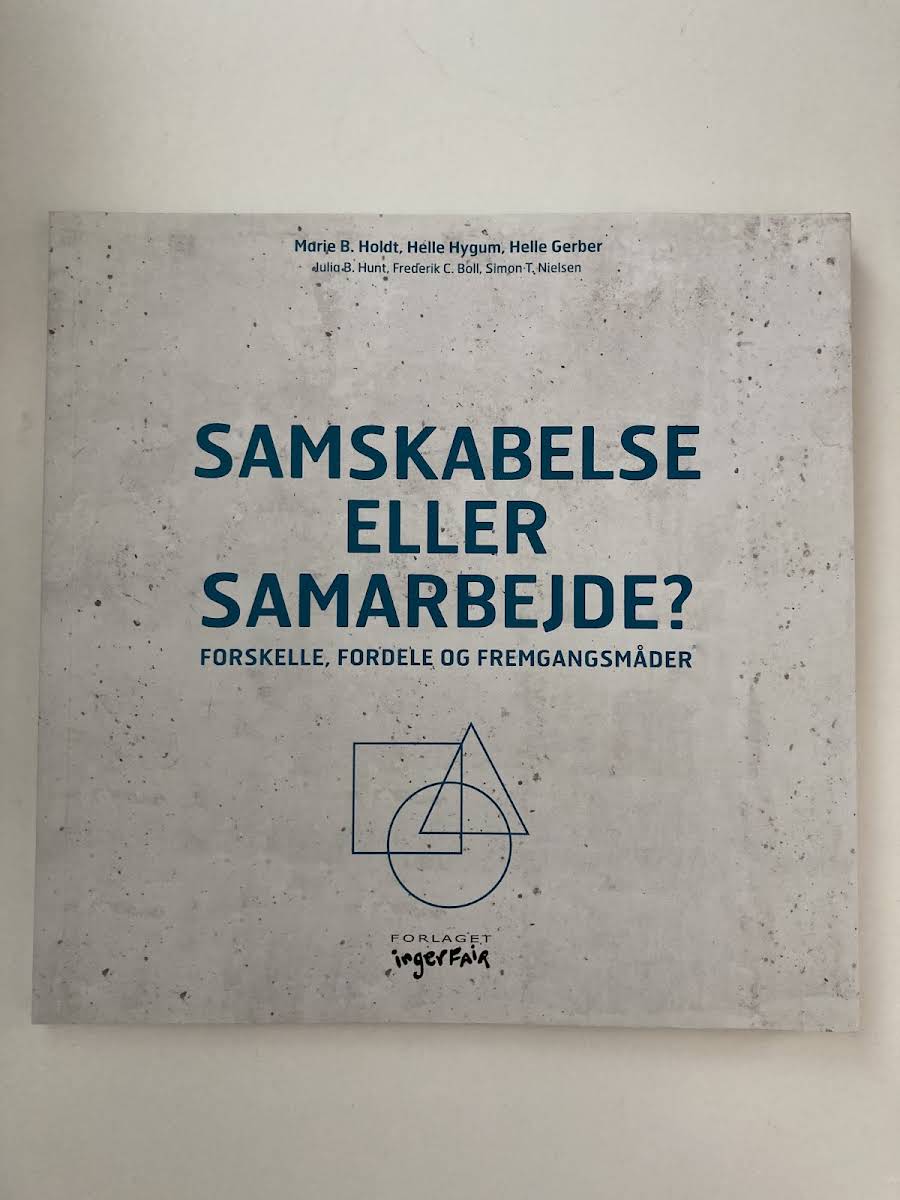 Marie B. Holdt, Helle Hygum, Helle Gerber
Julia B. Hunt, Frederik C. Boll, Simon T. Nielsen
SAMSKABELSE
ELLER
SAMARBEJDE?
FORSKELLE, FORDELE OG FREMGANGSMÅDER
FORLAGET
ingerFAIR